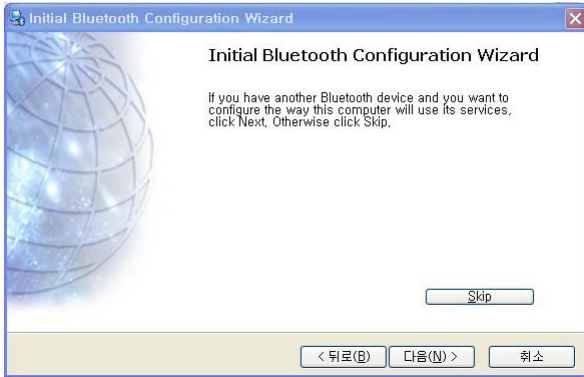 Initial Bluetooth Configuration Wizard
Initial Bluetooth Configuration Wizard
If you have another Bluetooth device and you want to
configure the way this computer will use its services,
click Next, Otherwise click Skip,
Skip
< 뒤로(B) 다음(N) > 취소